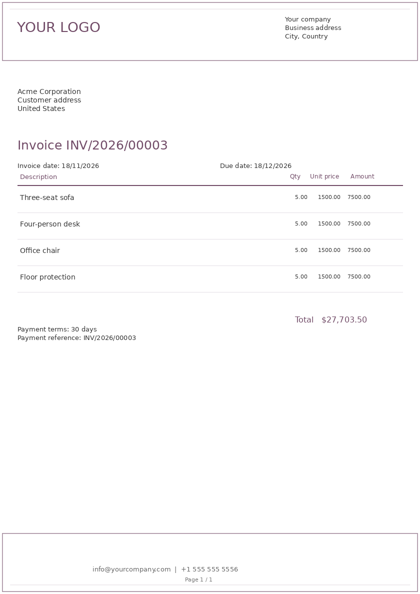 YOUR LOGO
Your company
Business address
City, Country
Acme Corporation
Customer address
United States
Invoice INV/2026/00003
Invoice date: 18/11/2026 Due date: 18/12/2026
Description Qty Unit price Amount
Three-seat sofa 5.00 1500.00 7500.00
Four-person desk 5.00 1500.00 7500.00
Office chair 5.00 1500.00 7500.00
Floor protection 5.00 1500.00 7500.00
Total $27,703.50
Payment terms: 30 days
Payment reference: INV/2026/00003
info@yourcompany.com | +1 555 555 5556
Page 1 / 1